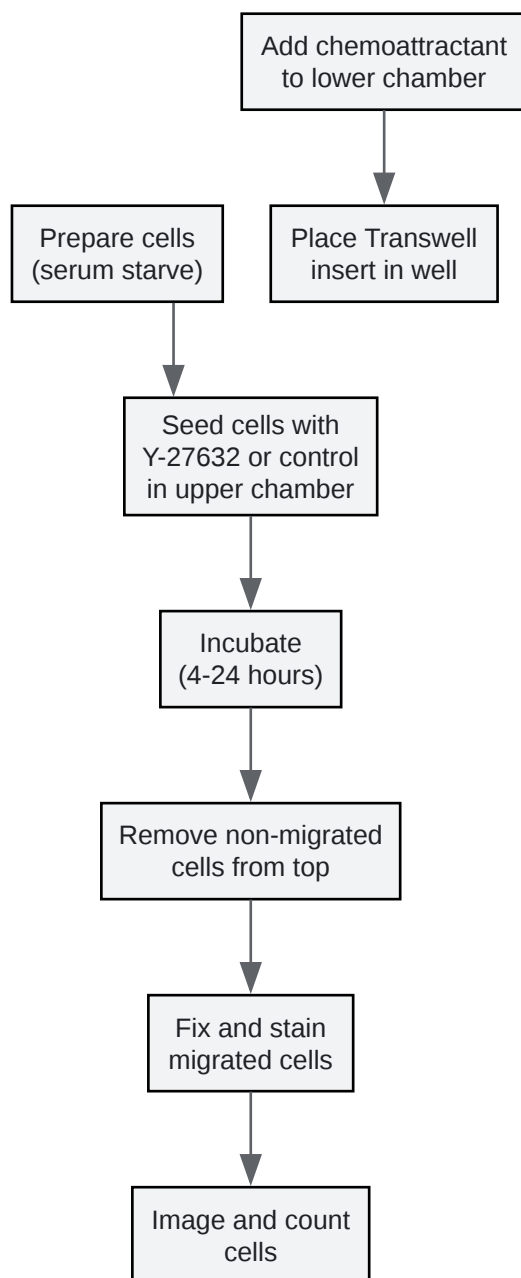 Add chemoattractant
to lower chamber
Prepare cells
(serum starve)
Place Transwell
insert in well
Seed cells with
Y-27632 or control
in upper chamber
Incubate
(4-24 hours)
Remove non-migrated
cells from top
Fix and stain
migrated cells
Image and count
cells